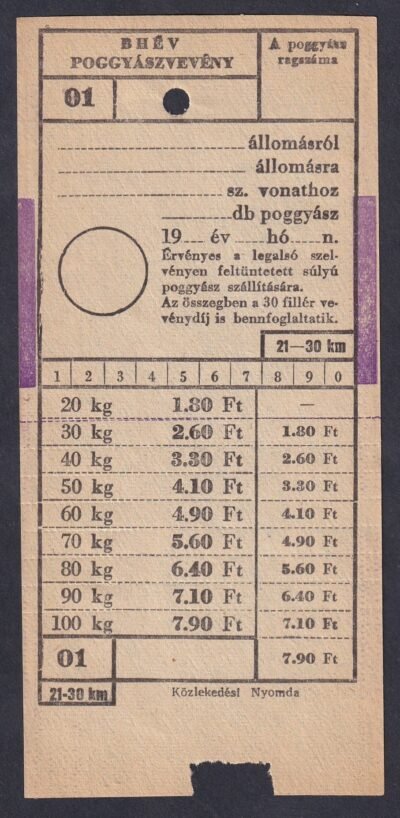 BHÉV
POGGYÁSZVEVÉNY
A poggyász
ragszáma
01
állomásról
állomásra
sz. vonathoz
db poggyász
19 év hó n.
Érvényes a legalsó szel-
vényen feltüntetett súlyú
poggyász szállítására.
Az összegben a 30 fillér ve-
vénydíj is bennfoglaltatik.
21—30 km
1 2 3 4 5 6 7 8 9 0
20 kg 1.80 Ft —
30 kg 2.60 Ft 1.80 Ft
40 kg 3.30 Ft 2.60 Ft
50 kg 4.10 Ft 3.30 Ft
60 kg 4.90 Ft 4.10 Ft
70 kg 5.60 Ft 4.90 Ft
80 kg 6.40 Ft 5.60 Ft
90 kg 7.10 Ft 6.40 Ft
100 kg 7.90 Ft 7.10 Ft
01 7.90 Ft
21-30 km
Közlekedési Nyomda